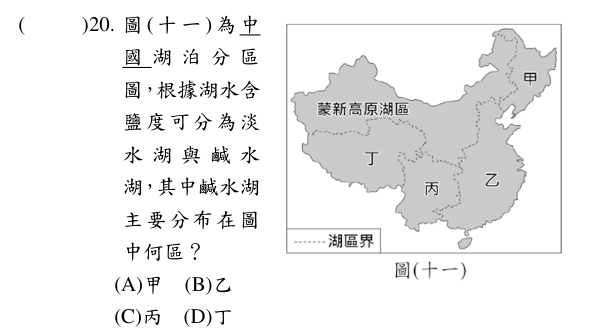 (　　)20. 圖(十一)為中
國湖泊分區
圖，根據湖水含
鹽度可分為淡
水湖與鹹水
湖，其中鹹水湖
主要分布在圖
中何區？
(A)甲　(B)乙
(C)丙　(D)丁
甲
蒙新高原湖區
丁
丙
乙
湖區界
圖(十一)